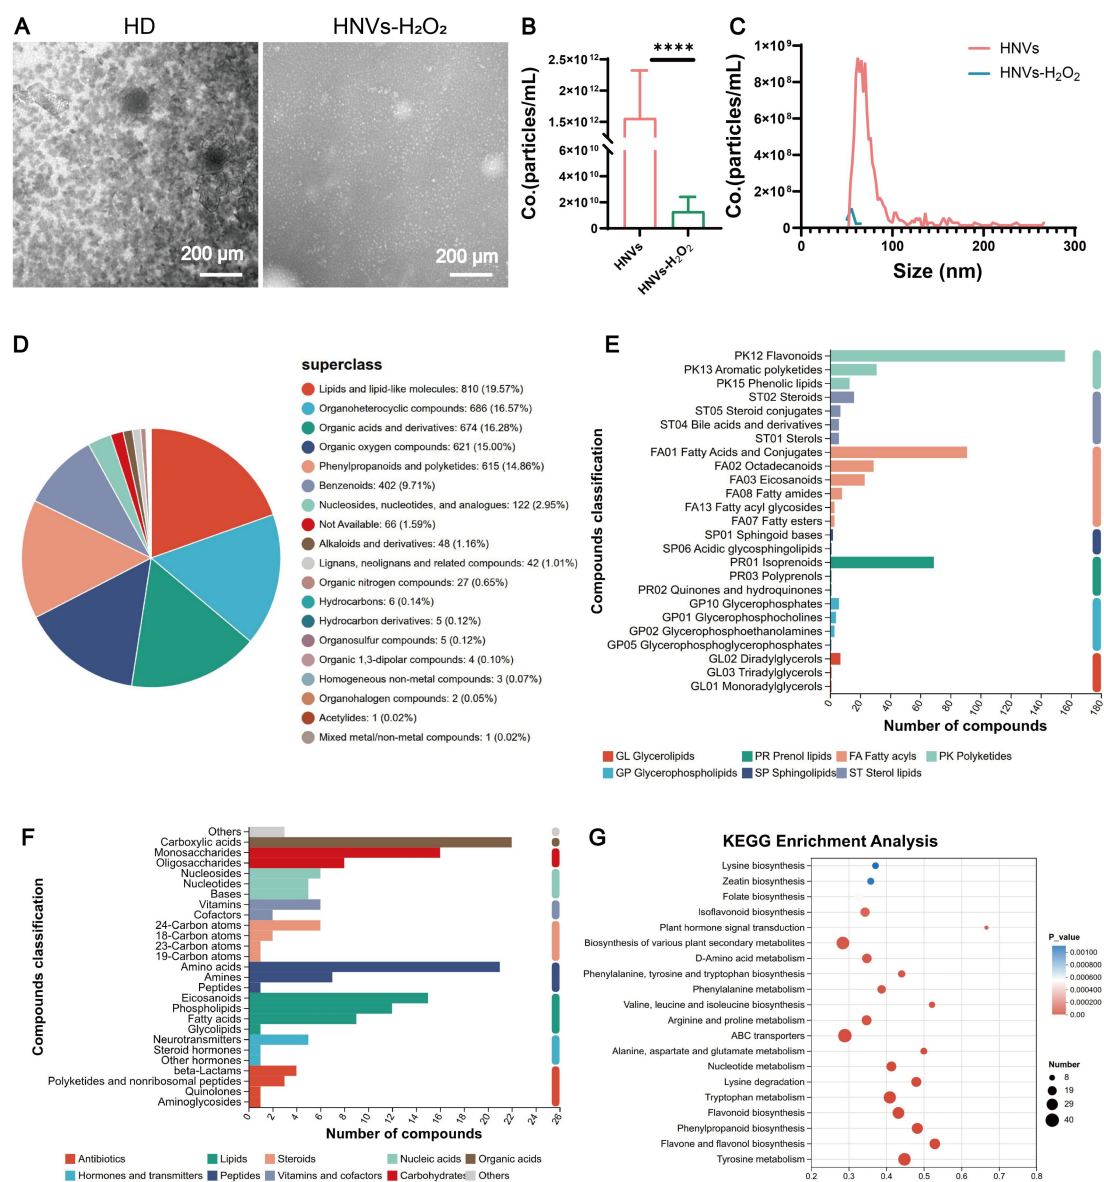 A
HD
HNVs-H₂O₂
200 μm
200 μm
B
****
Co.(particles/mL)
2.5×10¹²
2×10¹²
1.5×10¹²
6×10¹⁰
4×10¹⁰
2×10¹⁰
0
HNVs
HNVs-H₂O₂
C
Co.(particles/mL)
1×10⁹
8×10⁸
6×10⁸
4×10⁸
2×10⁸
0
0
100
200
300
Size (nm)
HNVs
HNVs-H₂O₂
D
superclass
Lipids and lipid-like molecules: 810 (19.57%)
Organoheterocyclic compounds: 686 (16.57%)
Organic acids and derivatives: 674 (16.28%)
Organic oxygen compounds: 621 (15.00%)
Phenylpropanoids and polyketides: 615 (14.86%)
Benzenoids: 402 (9.71%)
Nucleosides, nucleotides, and analogues: 122 (2.95%)
Not Available: 66 (1.59%)
Alkaloids and derivatives: 48 (1.16%)
Lignans, neolignans and related compounds: 42 (1.01%)
Organic nitrogen compounds: 27 (0.65%)
Hydrocarbons: 6 (0.14%)
Hydrocarbon derivatives: 5 (0.12%)
Organosulfur compounds: 5 (0.12%)
Organic 1,3-dipolar compounds: 4 (0.10%)
Homogeneous non-metal compounds: 3 (0.07%)
Organohalogen compounds: 2 (0.05%)
Acetylides: 1 (0.02%)
Mixed metal/non-metal compounds: 1 (0.02%)
E
Compounds classification
PK12 Flavonoids
PK13 Aromatic polyketides
PK15 Phenolic lipids
ST02 Steroids
ST05 Steroid conjugates
ST04 Bile acids and derivatives
ST01 Sterols
FA01 Fatty Acids and Conjugates
FA02 Octadecanoids
FA03 Eicosanoids
FA08 Fatty amides
FA13 Fatty acyl glycosides
FA07 Fatty esters
SP01 Sphingoid bases
SP06 Acidic glycosphingolipids
PR01 Isoprenoids
PR03 Polyprenols
PR02 Quinones and hydroquinones
GP10 Glycerophosphates
GP01 Glycerophosphocholines
GP02 Glycerophosphoethanolamines
GP05 Glycerophosphoglycerophosphates
GL02 Diradylglycerols
GL03 Triradylglycerols
GL01 Monoradylglycerols
0 20 40 60 80 100 120 140 160 180
Number of compounds
GL Glycerolipids
PR Prenol lipids
FA Fatty acyls
PK Polyketides
GP Glycerophospholipids
SP Sphingolipids
ST Sterol lipids
F
Compounds classification
Others
Carboxylic acids
Monosaccharides
Oligosaccharides
Nucleosides
Nucleotides
Bases
Vitamins
Cofactors
24-Carbon atoms
18-Carbon atoms
23-Carbon atoms
19-Carbon atoms
Amino acids
Amines
Peptides
Eicosanoids
Phospholipids
Fatty acids
Glycolipids
Neurotransmitters
Steroid hormones
Other hormones
beta-Lactams
Polyketides and nonribosomal peptides
Quinolones
Aminoglycosides
0 2 4 6 8 10 12 14 16 18 20 22 24 26
Number of compounds
Antibiotics
Lipids
Steroids
Nucleic acids
Organic acids
Hormones and transmitters
Peptides
Vitamins and cofactors
Carbohydrates
Others
G
KEGG Enrichment Analysis
Lysine biosynthesis
Zeatin biosynthesis
Folate biosynthesis
Isoflavonoid biosynthesis
Plant hormone signal transduction
Biosynthesis of various plant secondary metabolites
D-Amino acid metabolism
Phenylalanine, tyrosine and tryptophan biosynthesis
Phenylalanine metabolism
Valine, leucine and isoleucine biosynthesis
Arginine and proline metabolism
ABC transporters
Alanine, aspartate and glutamate metabolism
Nucleotide metabolism
Lysine degradation
Tryptophan metabolism
Flavonoid biosynthesis
Phenylpropanoid biosynthesis
Flavone and flavonol biosynthesis
Tyrosine metabolism
0.2 0.3 0.4 0.5 0.6 0.7 0.8
P_value
0.00100
0.000800
0.000600
0.000400
0.000200
0.00
Number
8
19
29
40